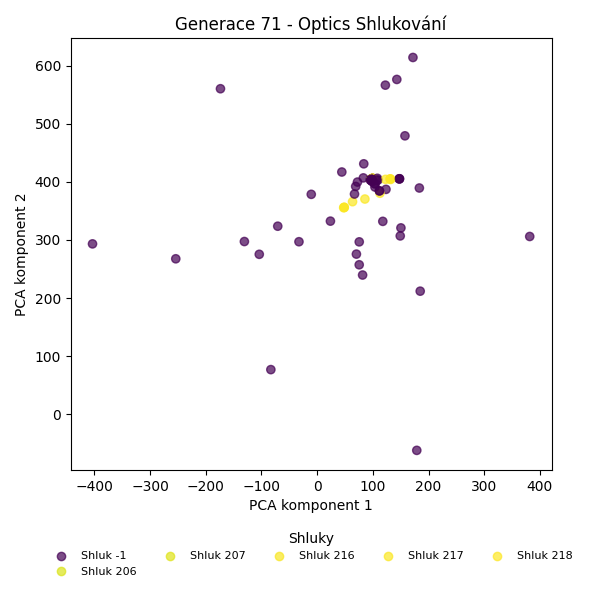 Generace 71 - Optics Shlukování
PCA komponent 2
600
500
400
300
200
100
0
−400 −300 −200 −100 0 100 200 300 400
PCA komponent 1
Shluky
Shluk -1 Shluk 207 Shluk 216 Shluk 217 Shluk 218
Shluk 206